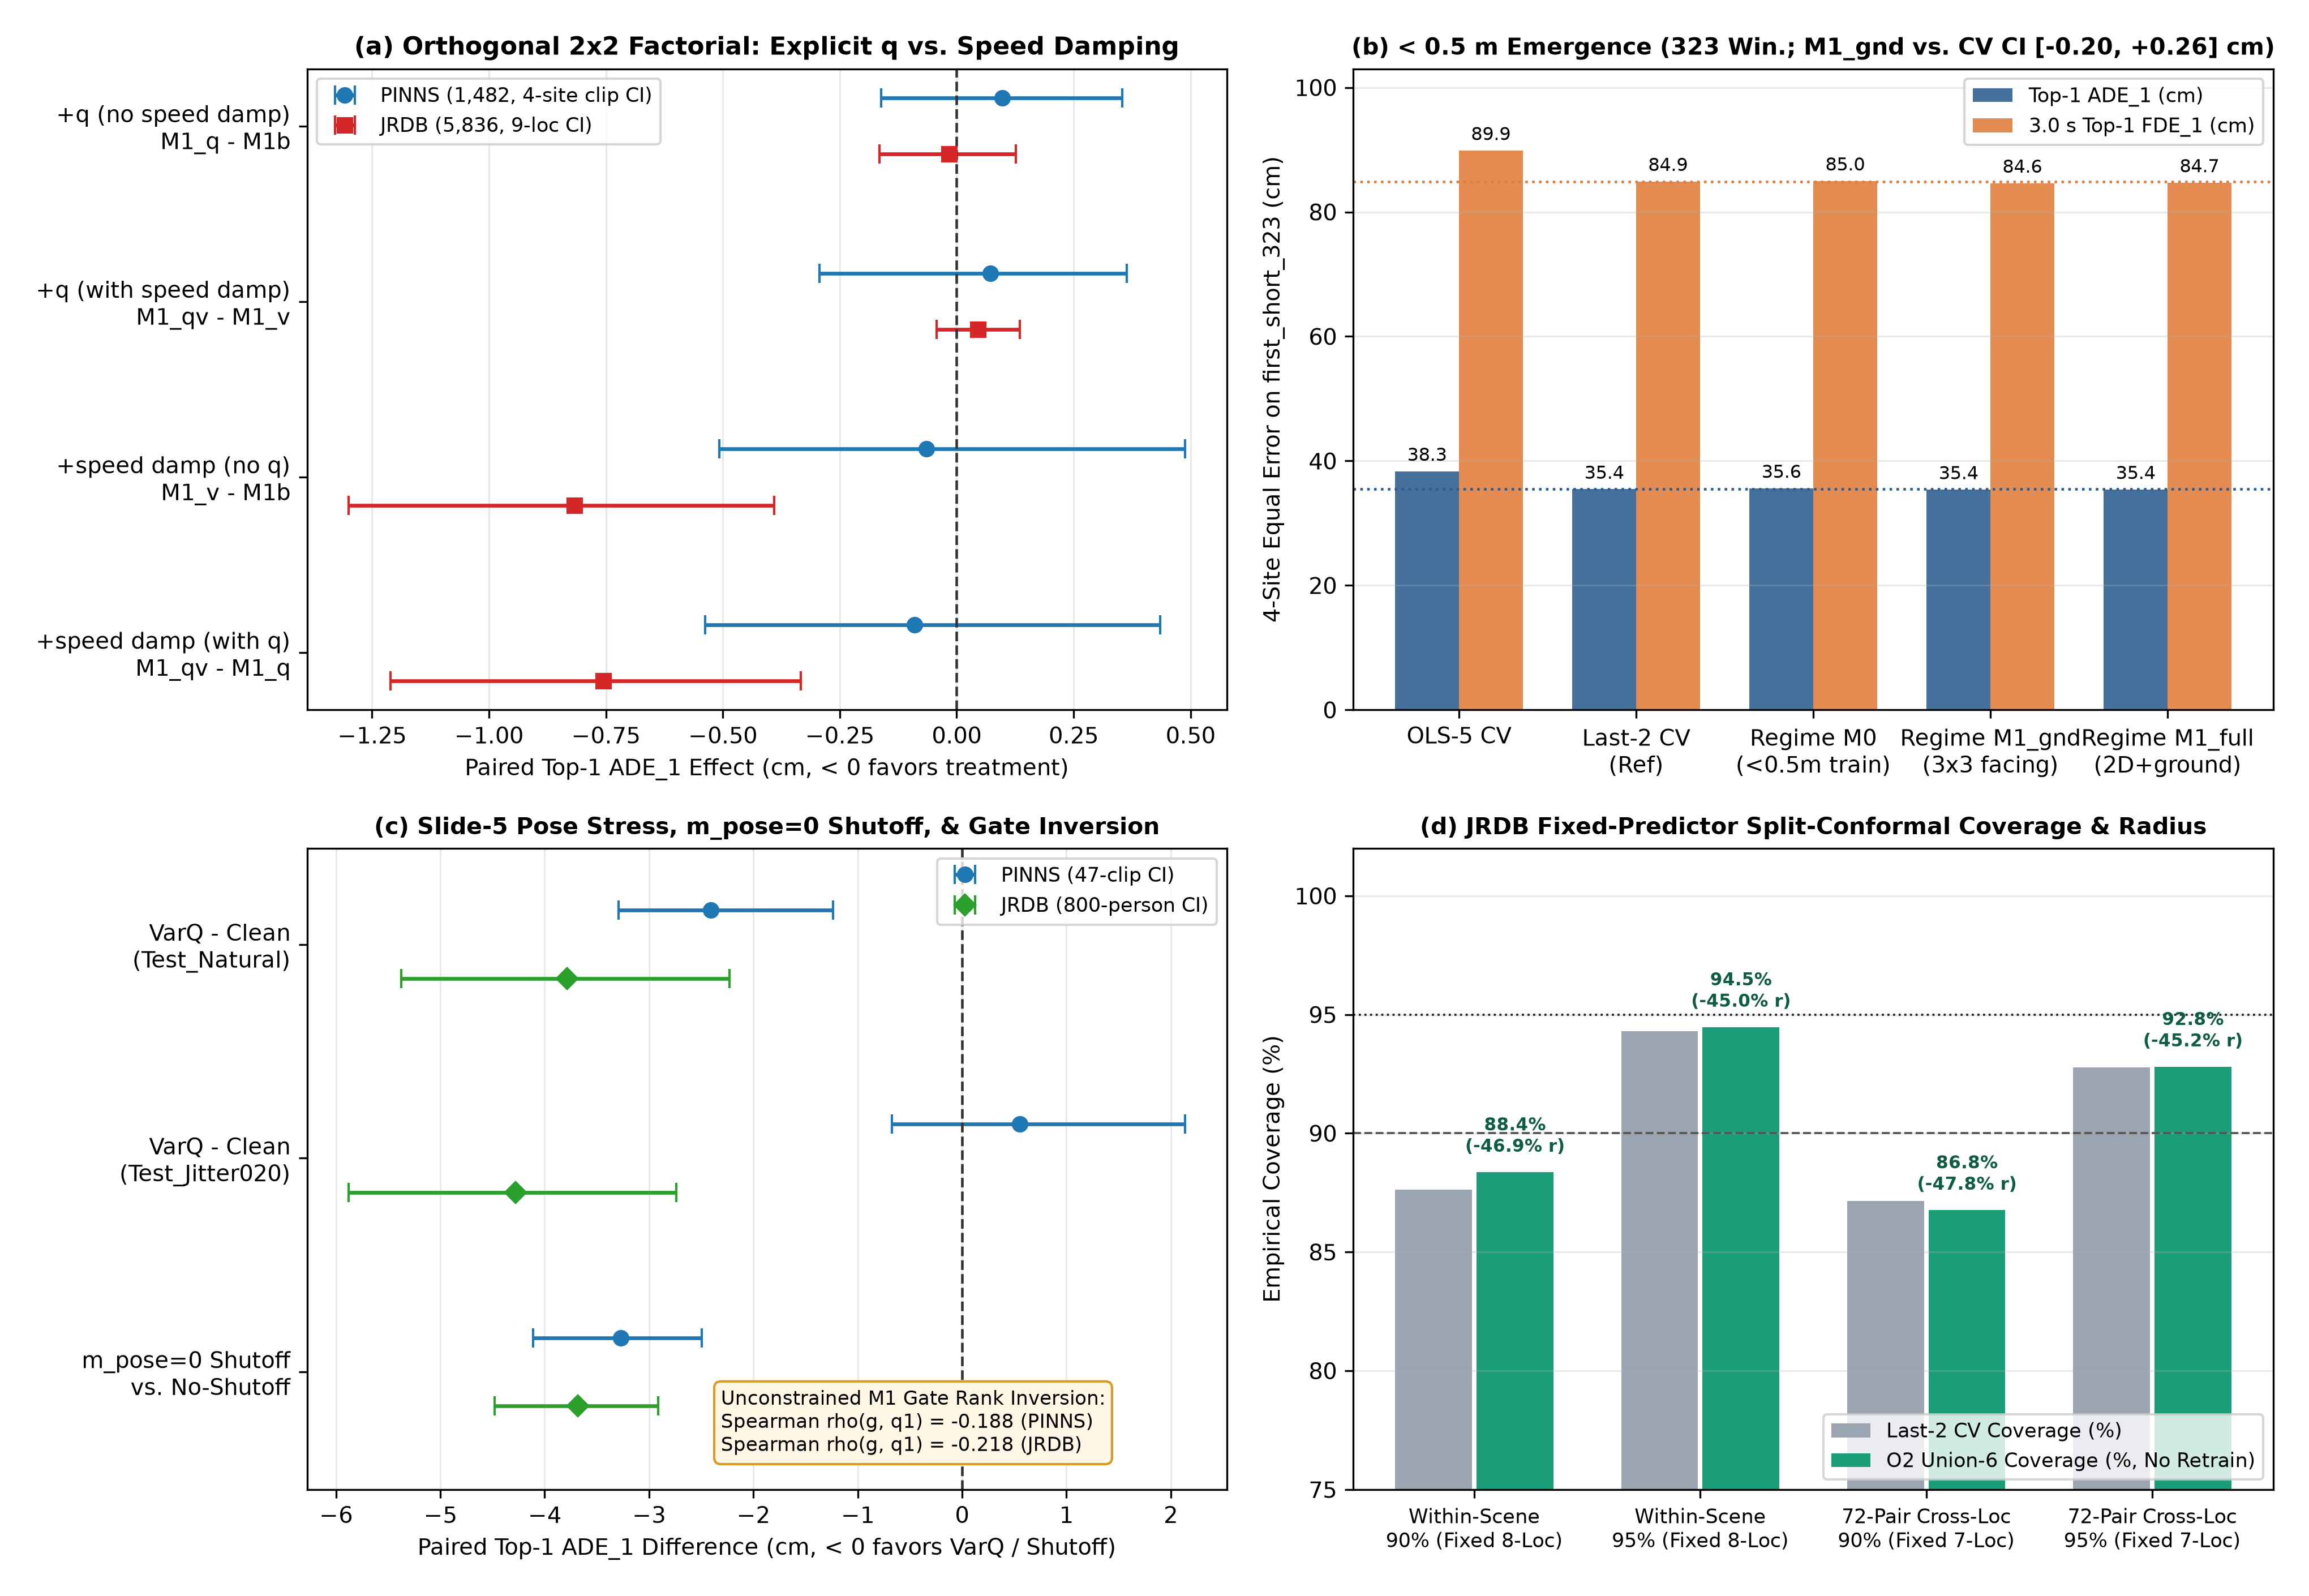 (a) Orthogonal 2x2 Factorial: Explicit q vs. Speed Damping
PINNS (1,482, 4-site clip CI)
JRDB (5,836, 9-loc CI)
+q (no speed damp)
M1_q - M1b
+q (with speed damp)
M1_qv - M1_v
+speed damp (no q)
M1_v - M1b
+speed damp (with q)
M1_qv - M1_q
−1.25 −1.00 −0.75 −0.50 −0.25 0.00 0.25 0.50
Paired Top-1 ADE_1 Effect (cm, < 0 favors treatment)
(b) < 0.5 m Emergence (323 Win.; M1_gnd vs. CV CI [-0.20, +0.26] cm)
Top-1 ADE_1 (cm)
3.0 s Top-1 FDE_1 (cm)
4-Site Equal Error on first_short_323 (cm)
100
80
60
40
20
0
89.9 84.9 85.0 84.6 84.7
38.3 35.4 35.6 35.4 35.4
OLS-5 CV
Last-2 CV
(Ref)
Regime M0
(<0.5m train)
Regime M1_gnd
(3x3 facing)
Regime M1_full
(2D+ground)
(c) Slide-5 Pose Stress, m_pose=0 Shutoff, & Gate Inversion
PINNS (47-clip CI)
JRDB (800-person CI)
VarQ - Clean
(Test_Natural)
VarQ - Clean
(Test_Jitter020)
m_pose=0 Shutoff
vs. No-Shutoff
Unconstrained M1 Gate Rank Inversion:
Spearman rho(g, q1) = -0.188 (PINNS)
Spearman rho(g, q1) = -0.218 (JRDB)
−6 −5 −4 −3 −2 −1 0 1 2
Paired Top-1 ADE_1 Difference (cm, < 0 favors VarQ / Shutoff)
(d) JRDB Fixed-Predictor Split-Conformal Coverage & Radius
Empirical Coverage (%)
100
95
90
85
80
75
88.4%
(-46.9% r)
94.5%
(-45.0% r)
86.8%
(-47.8% r)
92.8%
(-45.2% r)
Last-2 CV Coverage (%)
O2 Union-6 Coverage (%, No Retrain)
Within-Scene
90% (Fixed 8-Loc)
Within-Scene
95% (Fixed 8-Loc)
72-Pair Cross-Loc
90% (Fixed 7-Loc)
72-Pair Cross-Loc
95% (Fixed 7-Loc)